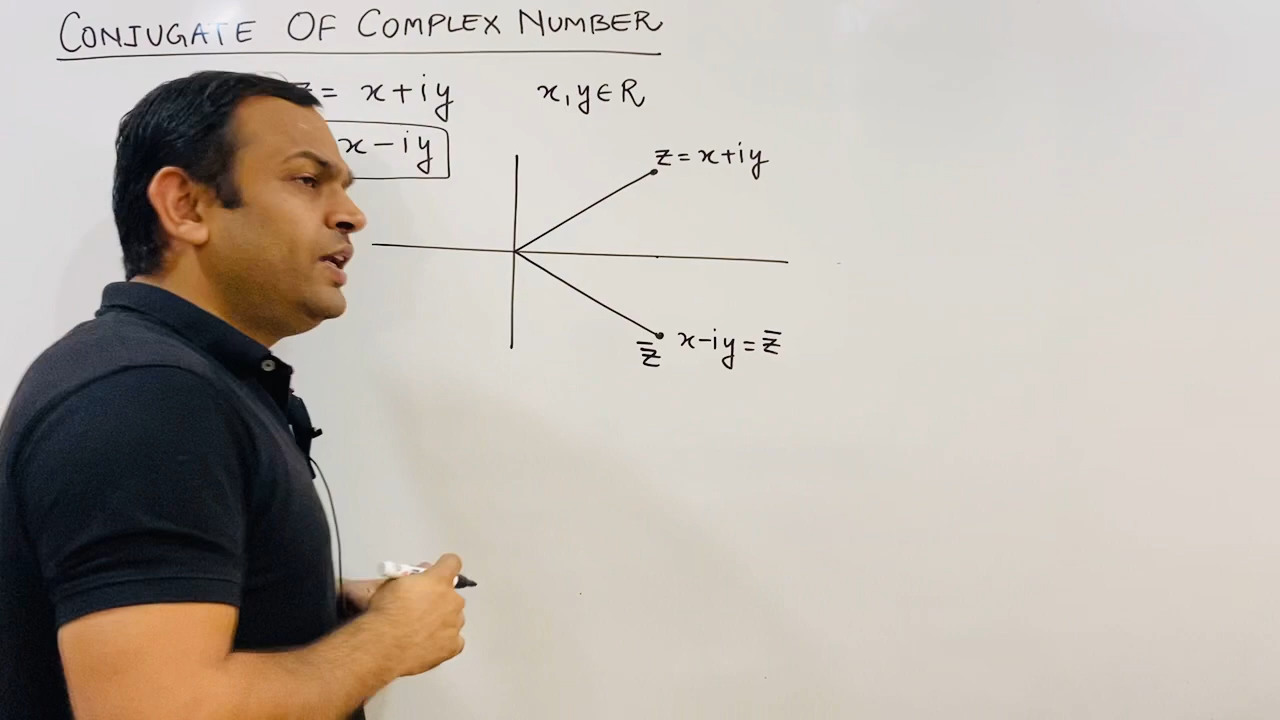 CONJUGATE OF COMPLEX NUMBER
z = x+iy x,y∈R
x-iy
z = x+iy
z̄ x-iy = z̄